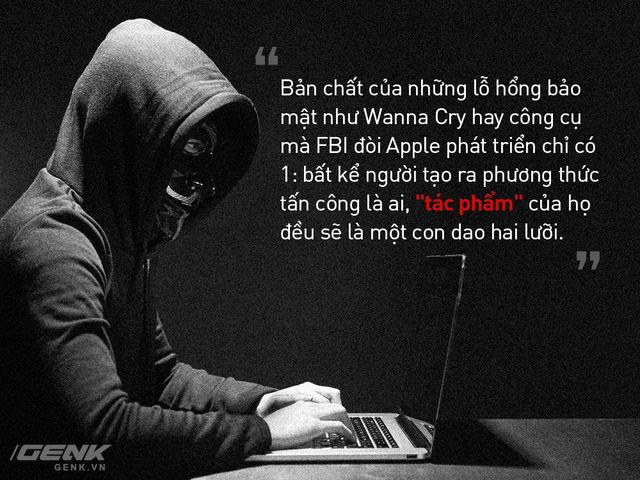 “
Bản chất của những lỗ hổng bảo
mật như Wanna Cry hay công cụ
mà FBI đòi Apple phát triển chỉ có
1: bất kể người tạo ra phương thức
tấn công là ai, "tác phẩm" của họ
đều sẽ là một con dao hai lưỡi.
”
/GENK
GENK.VN